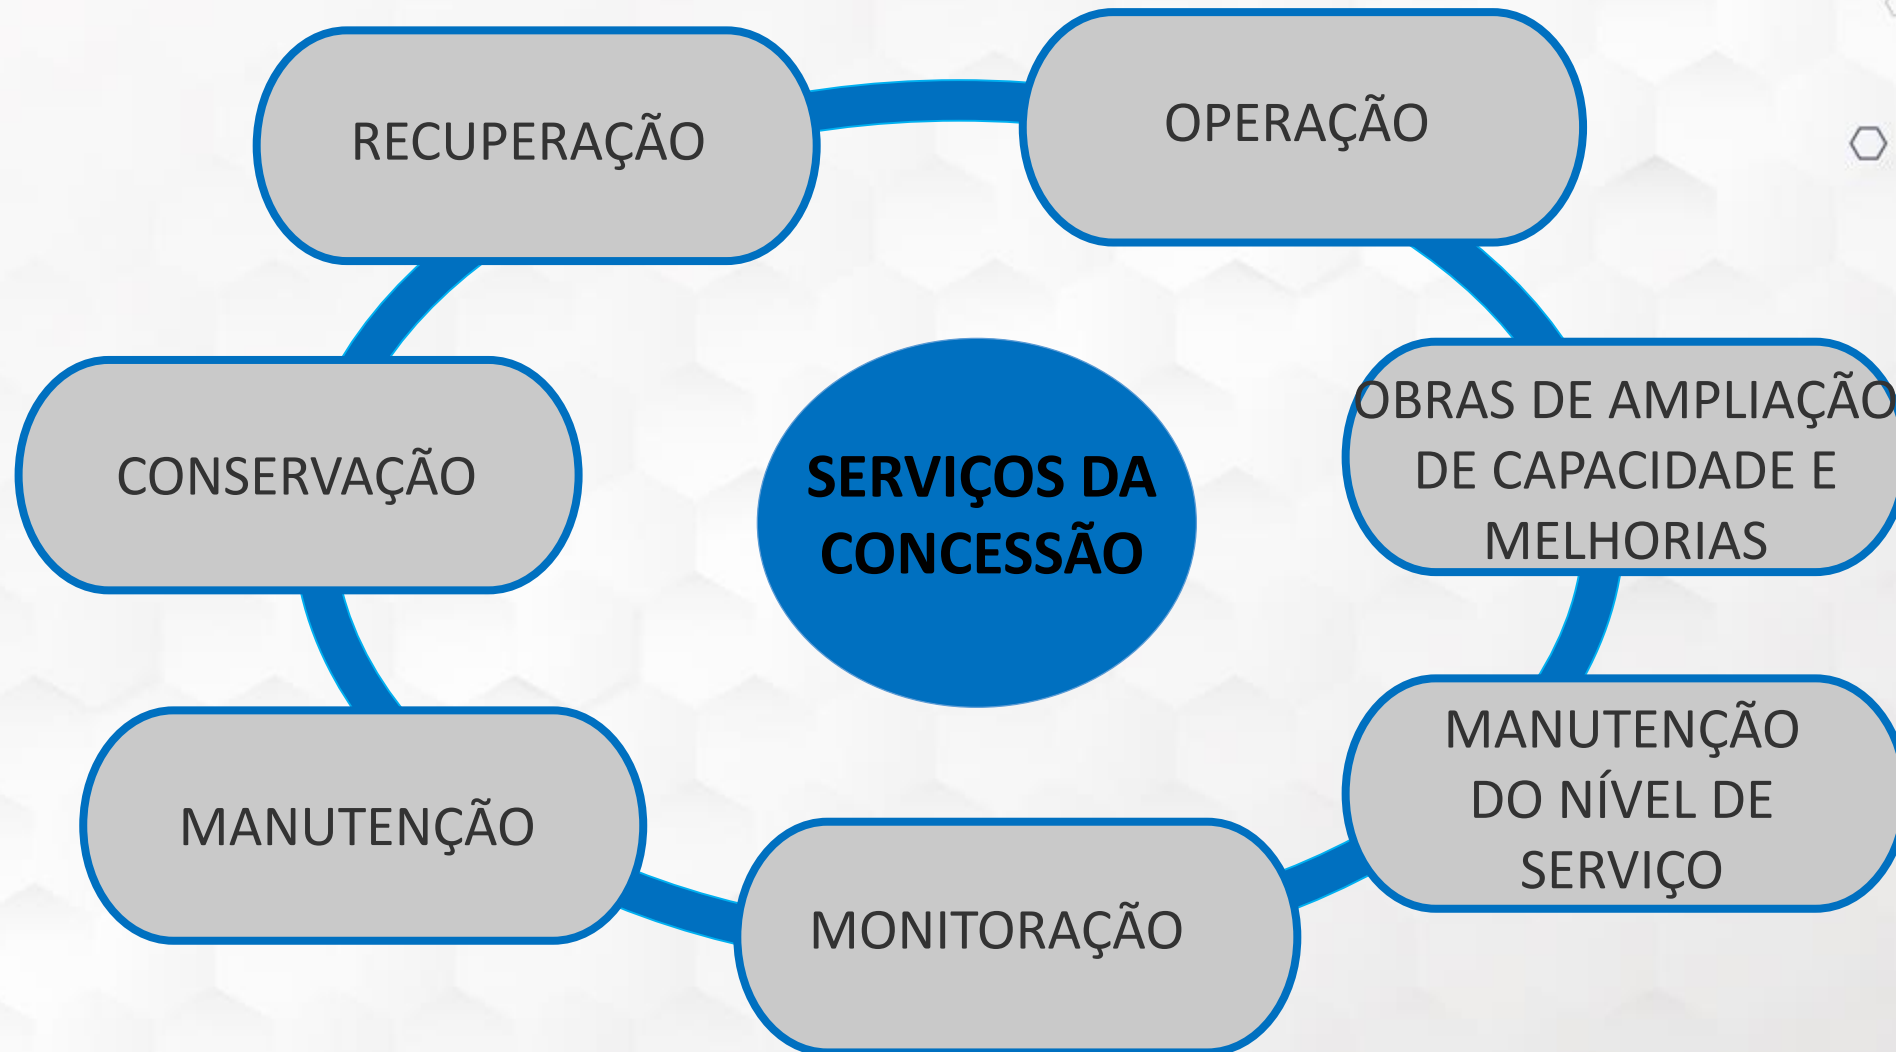 RECUPERAÇÃO
OPERAÇÃO
OBRAS DE AMPLIAÇÃO
DE CAPACIDADE E
MELHORIAS
CONSERVAÇÃO
SERVIÇOS DA
CONCESSÃO
MANUTENÇÃO
DO NÍVEL DE
SERVIÇO
MANUTENÇÃO
MONITORAÇÃO